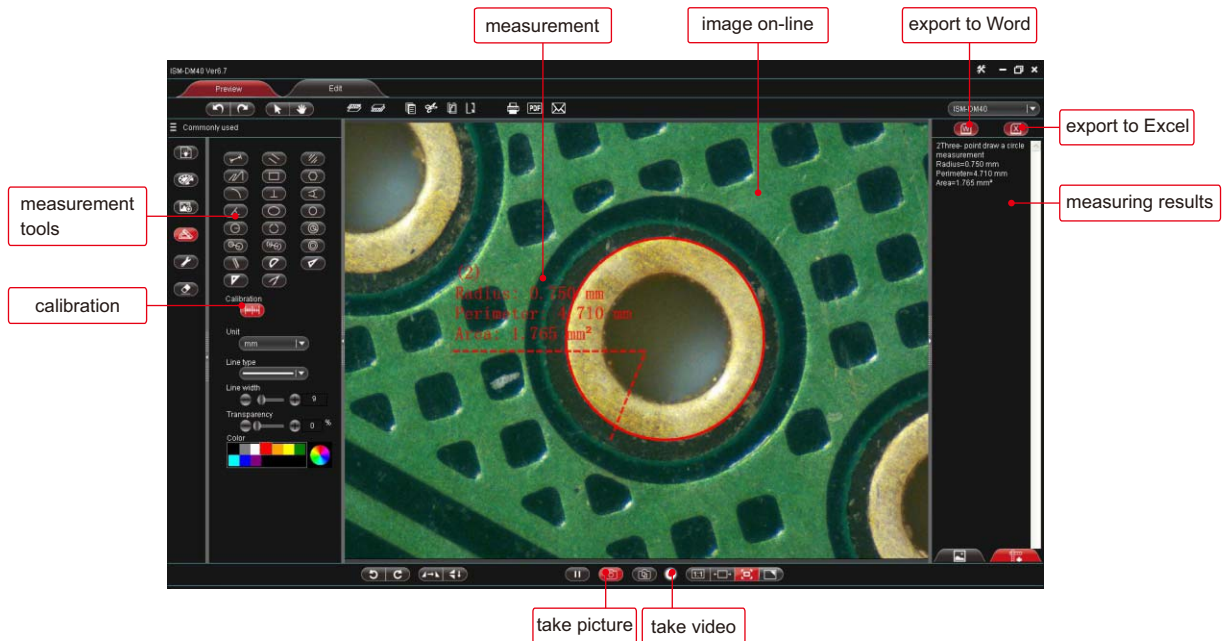 measurement
image on-line
export to Word
ISM-DM40 Ver6.7
Preview
Edit
PDF
ISM-DM40
Commonly used
W
X
export to Excel
2Three- point draw a circle
measurement
Radius=0.750 mm
Perimeter=4.710 mm
Area=1.765 mm²
measuring results
measurement
tools
(2)
Radius: 0.750 mm
Perimeter: 4.710 mm
Area: 1.765 mm²
calibration
Calibration
Unit
mm
Line type
Line width
9
Transparency
0 %
Color
1:1
take picture
take video